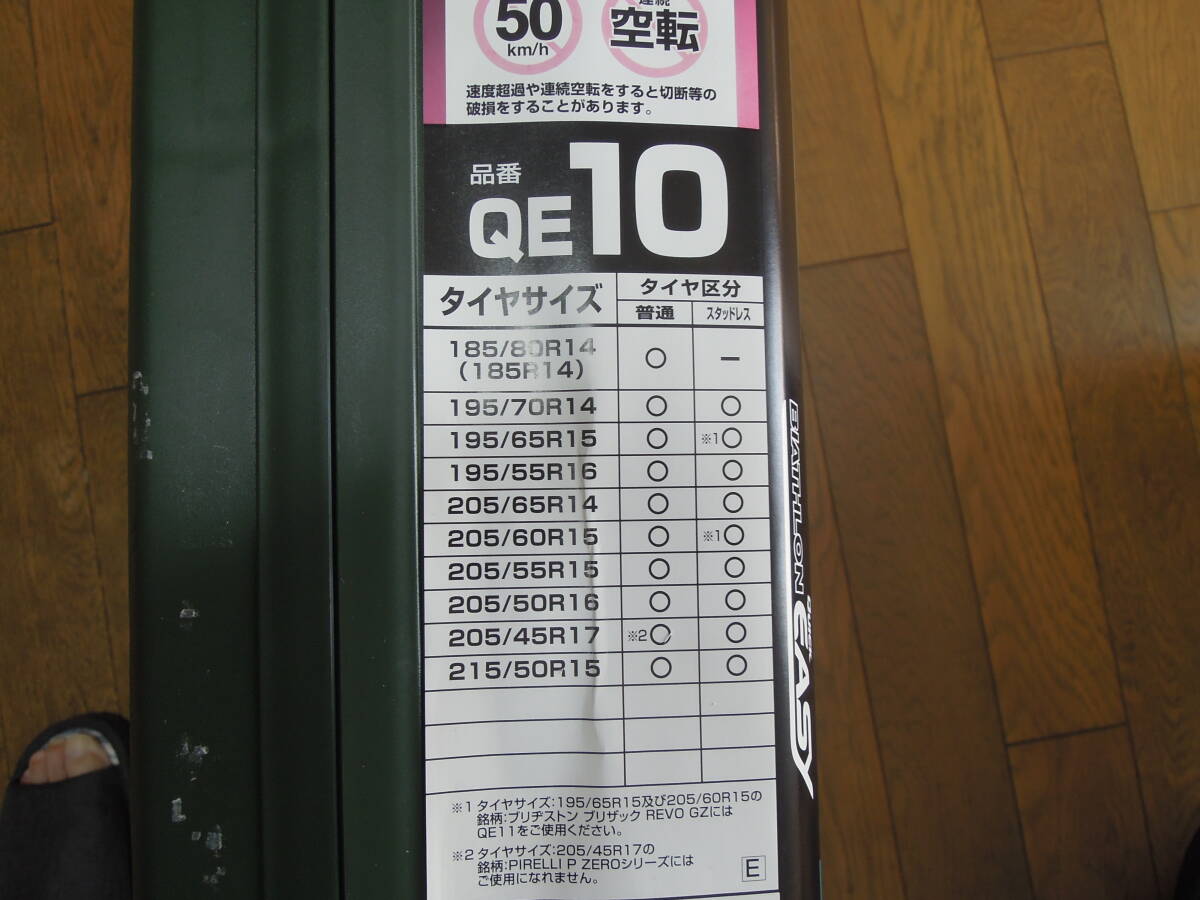 50
km/h
連続
空転
速度超過や連続空転をすると切断等の
破損をすることがあります。
品番
QE10
タイヤサイズ
タイヤ区分
普通 スタッドレス
185/80R14
(185R14) ○ ー
195/70R14 ○ ○
195/65R15 ○ ※1○
195/55R16 ○ ○
205/65R14 ○ ○
205/60R15 ○ ※1○
205/55R15 ○ ○
205/50R16 ○ ○
205/45R17 ※2○ ○
215/50R15 ○ ○
※1 タイヤサイズ:195/65R15及び205/60R15の
銘柄:ブリヂストン ブリザック REVO GZには
QE11をご使用ください。
※2 タイヤサイズ:205/45R17の
銘柄:PIRELLI P ZEROシリーズには
ご使用になれません。
E
BIATHLON
EASY